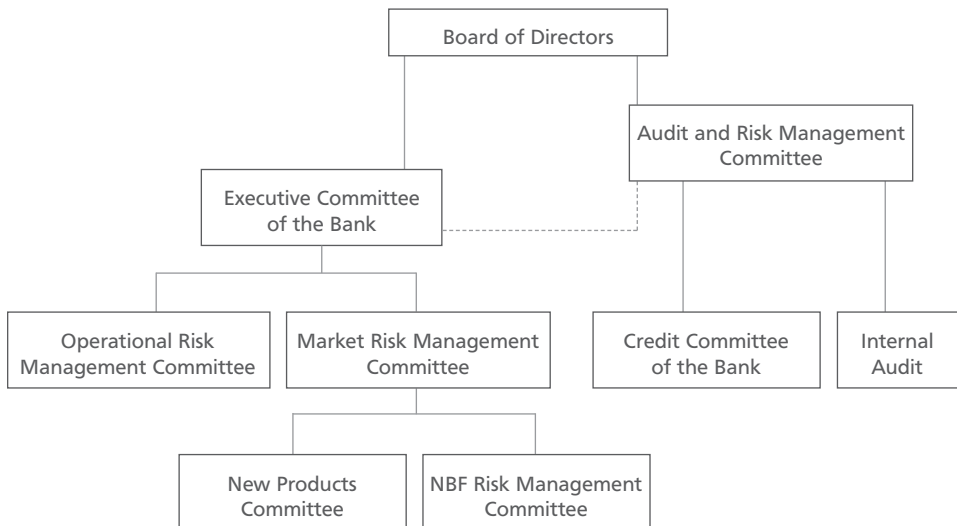 Board of Directors
Audit and Risk Management
Committee
Executive Committee
of the Bank
Operational Risk
Management Committee
Market Risk Management
Committee
Credit Committee
of the Bank
Internal
Audit
New Products
Committee
NBF Risk Management
Committee